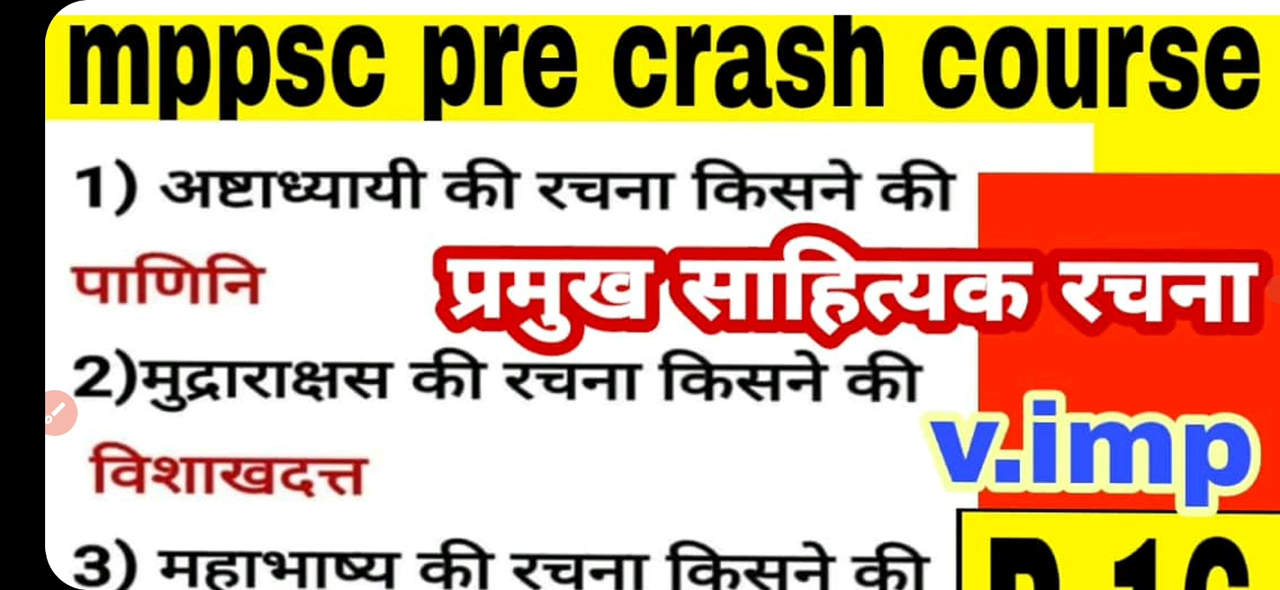 mppsc pre crash course
1) अष्टाध्यायी की रचना किसने की
पाणिनि
प्रमुख साहित्यक रचना
2)मुद्राराक्षस की रचना किसने की
v.imp
विशाखदत्त
3) महाभाष्य की रचना किसने की